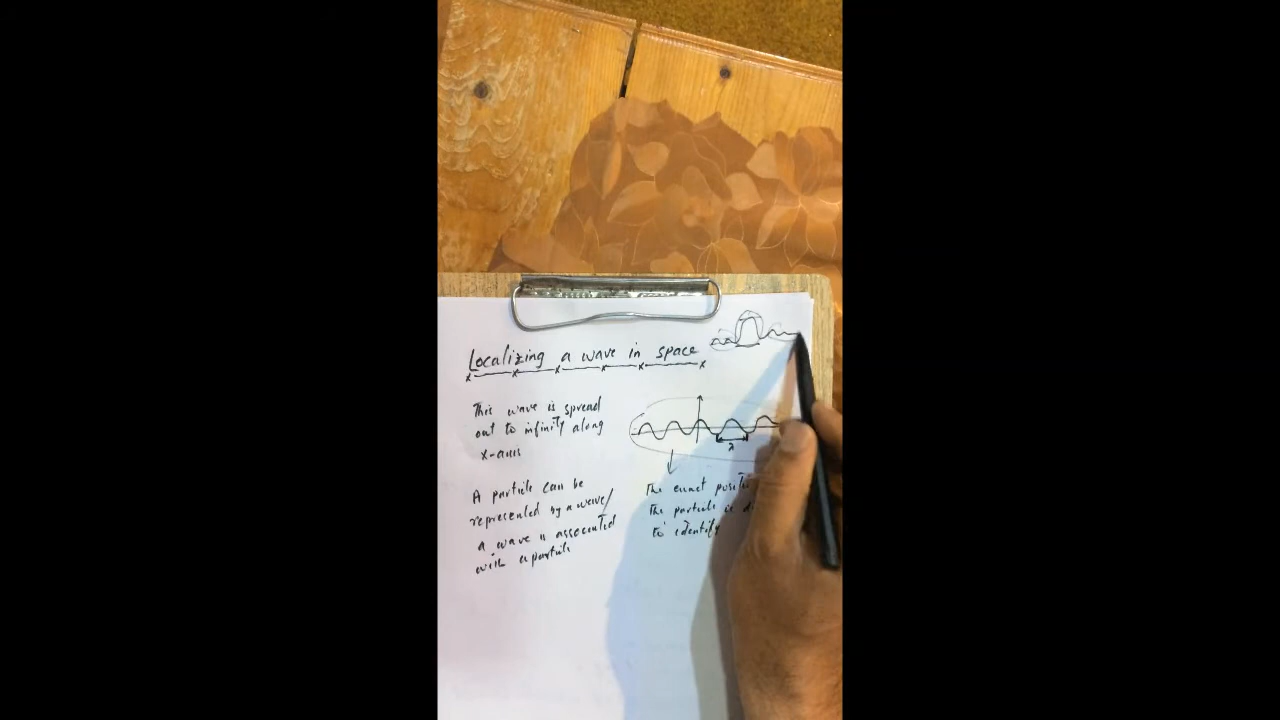 Localizing a wave in space
This wave is spread
out to infinity along
x-axis
λ
A particle can be
represented by a wave/
a wave is associated
with a particle
The exact
the particle is
to identify